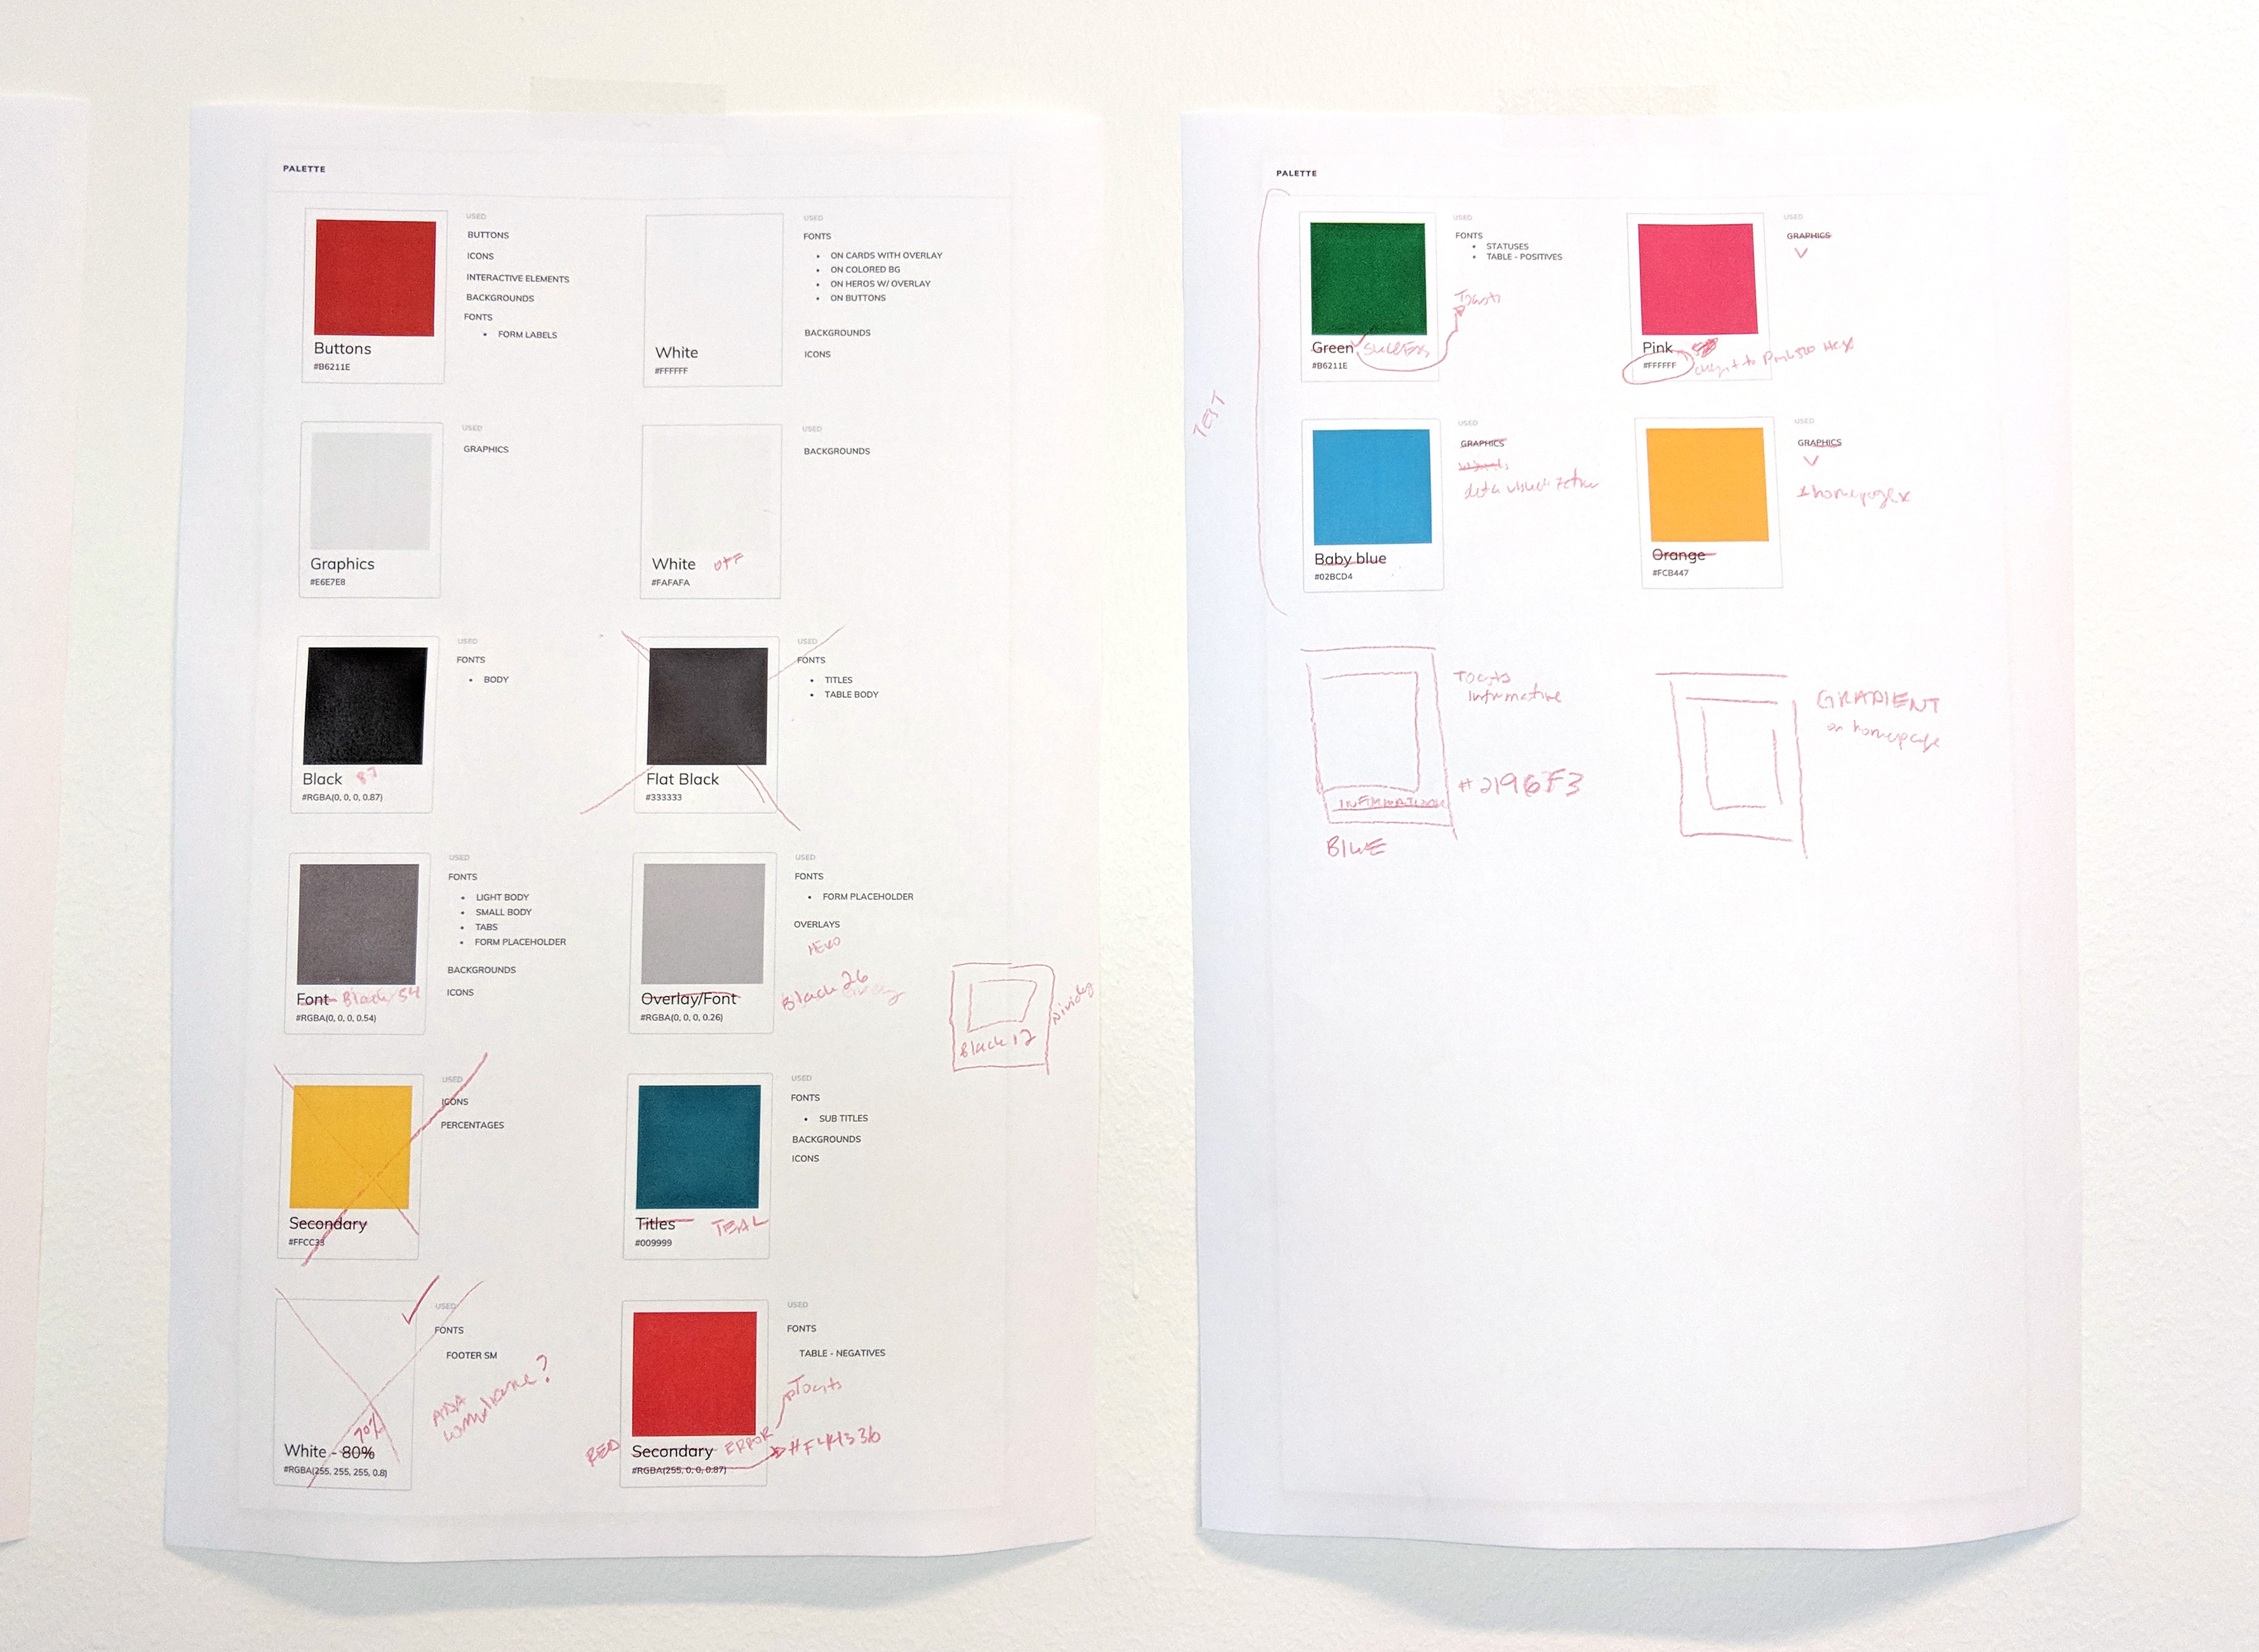 PALETTE
USED
BUTTONS
ICONS
INTERACTIVE ELEMENTS
BACKGROUNDS
FONTS
• FORM LABELS
Buttons
#B6211E
USED
FONTS
• ON CARDS WITH OVERLAY
• ON COLORED BG
• ON HEROS W/ OVERLAY
• ON BUTTONS
BACKGROUNDS
ICONS
White
#FFFFFF
USED
GRAPHICS
Graphics
#E6E7E8
USED
BACKGROUNDS
White OFF
#FAFAFA
USED
FONTS
• BODY
Black 87
#RGBA(0, 0, 0, 0.87)
USED
FONTS
• TITLES
• TABLE BODY
Flat Black
#333333
USED
FONTS
• LIGHT BODY
• SMALL BODY
• TABS
• FORM PLACEHOLDER
BACKGROUNDS
ICONS
Font Black 54
#RGBA(0, 0, 0, 0.54)
USED
FONTS
• FORM PLACEHOLDER
OVERLAYS
HERO
Overlay/Font Black 26
#RGBA(0, 0, 0, 0.26)
Black 12
USED
ICONS
PERCENTAGES
Secondary
#FFCC33
USED
FONTS
• SUB TITLES
BACKGROUNDS
ICONS
Titles TEAL
#009999
USED
FONTS
FOOTER SM
ADA
compliance?
70%
White - 80%
#RGBA(255, 255, 255, 0.8)
USED
FONTS
TABLE - NEGATIVES
Toasts
RED Secondary ERROR
#RGBA(255, 0, 0, 0.87)
PALETTE
TEST
USED
FONTS
• STATUSES
• TABLE - POSITIVES
Toasts
Green SUCCESS
#B6211E
USED
GRAPHICS
Pink
#FFFFFF
USED
GRAPHICS
data visualization
Baby blue
#02BCD4
USED
GRAPHICS
homepage
Orange
#FCB447
Toasts
Informative
#2196F3
BLUE
GRADIENT
on homepage